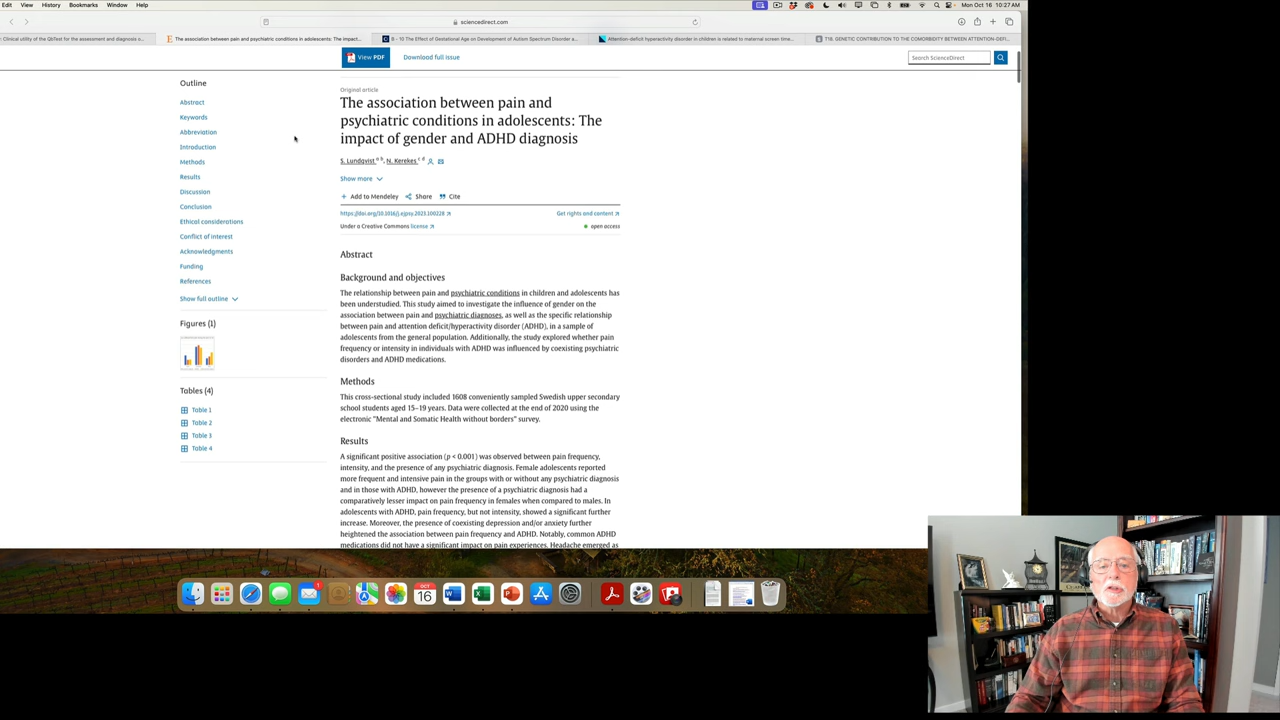 Edit View History Bookmarks Window Help
Mon Oct 16 10:27 AM
sciencedirect.com
Clinical utility of the QbTest for the assessment and diagnosis o...
The association between pain and psychiatric conditions in adolescents: The impact...
B - 10 The Effect of Gestational Age on Development of Autism Spectrum Disorder a...
Attention-deficit hyperactivity disorder in children is related to maternal screen time...
T18. GENETIC CONTRIBUTION TO THE COMORBIDITY BETWEEN ATTENTION-DEFI...
View PDF
Download full issue
Search ScienceDirect
Outline
Abstract
Keywords
Abbreviation
Introduction
Methods
Results
Discussion
Conclusion
Ethical considerations
Conflict of interest
Acknowledgments
Funding
References
Show full outline
Figures (1)
Tables (4)
Table 1
Table 2
Table 3
Table 4
Original article
The association between pain and
psychiatric conditions in adolescents: The
impact of gender and ADHD diagnosis
S. Lundqvist a b, N. Kerekes c d
Show more
+ Add to Mendeley Share Cite
https://doi.org/10.1016/j.ejpsy.2023.100228
Get rights and content
Under a Creative Commons license
open access
Abstract
Background and objectives
The relationship between pain and psychiatric conditions in children and adolescents has
been understudied. This study aimed to investigate the influence of gender on the
association between pain and psychiatric diagnoses, as well as the specific relationship
between pain and attention deficit/hyperactivity disorder (ADHD), in a sample of
adolescents from the general population. Additionally, the study explored whether pain
frequency or intensity in individuals with ADHD was influenced by coexisting psychiatric
disorders and ADHD medications.
Methods
This cross-sectional study included 1608 conveniently sampled Swedish upper secondary
school students aged 15–19 years. Data were collected at the end of 2020 using the
electronic "Mental and Somatic Health without borders" survey.
Results
A significant positive association (p < 0.001) was observed between pain frequency,
intensity, and the presence of any psychiatric diagnosis. Female adolescents reported
more frequent and intensive pain in the groups with or without any psychiatric diagnosis
and in those with ADHD, however the presence of a psychiatric diagnosis had a
comparatively lesser impact on pain frequency in females when compared to males. In
adolescents with ADHD, pain frequency, but not intensity, showed a significant further
increase. Moreover, the presence of coexisting depression and/or anxiety further
heightened the association between pain frequency and ADHD. Notably, common ADHD
medications did not have a significant impact on pain experiences. Headache emerged as
OCT
16
1